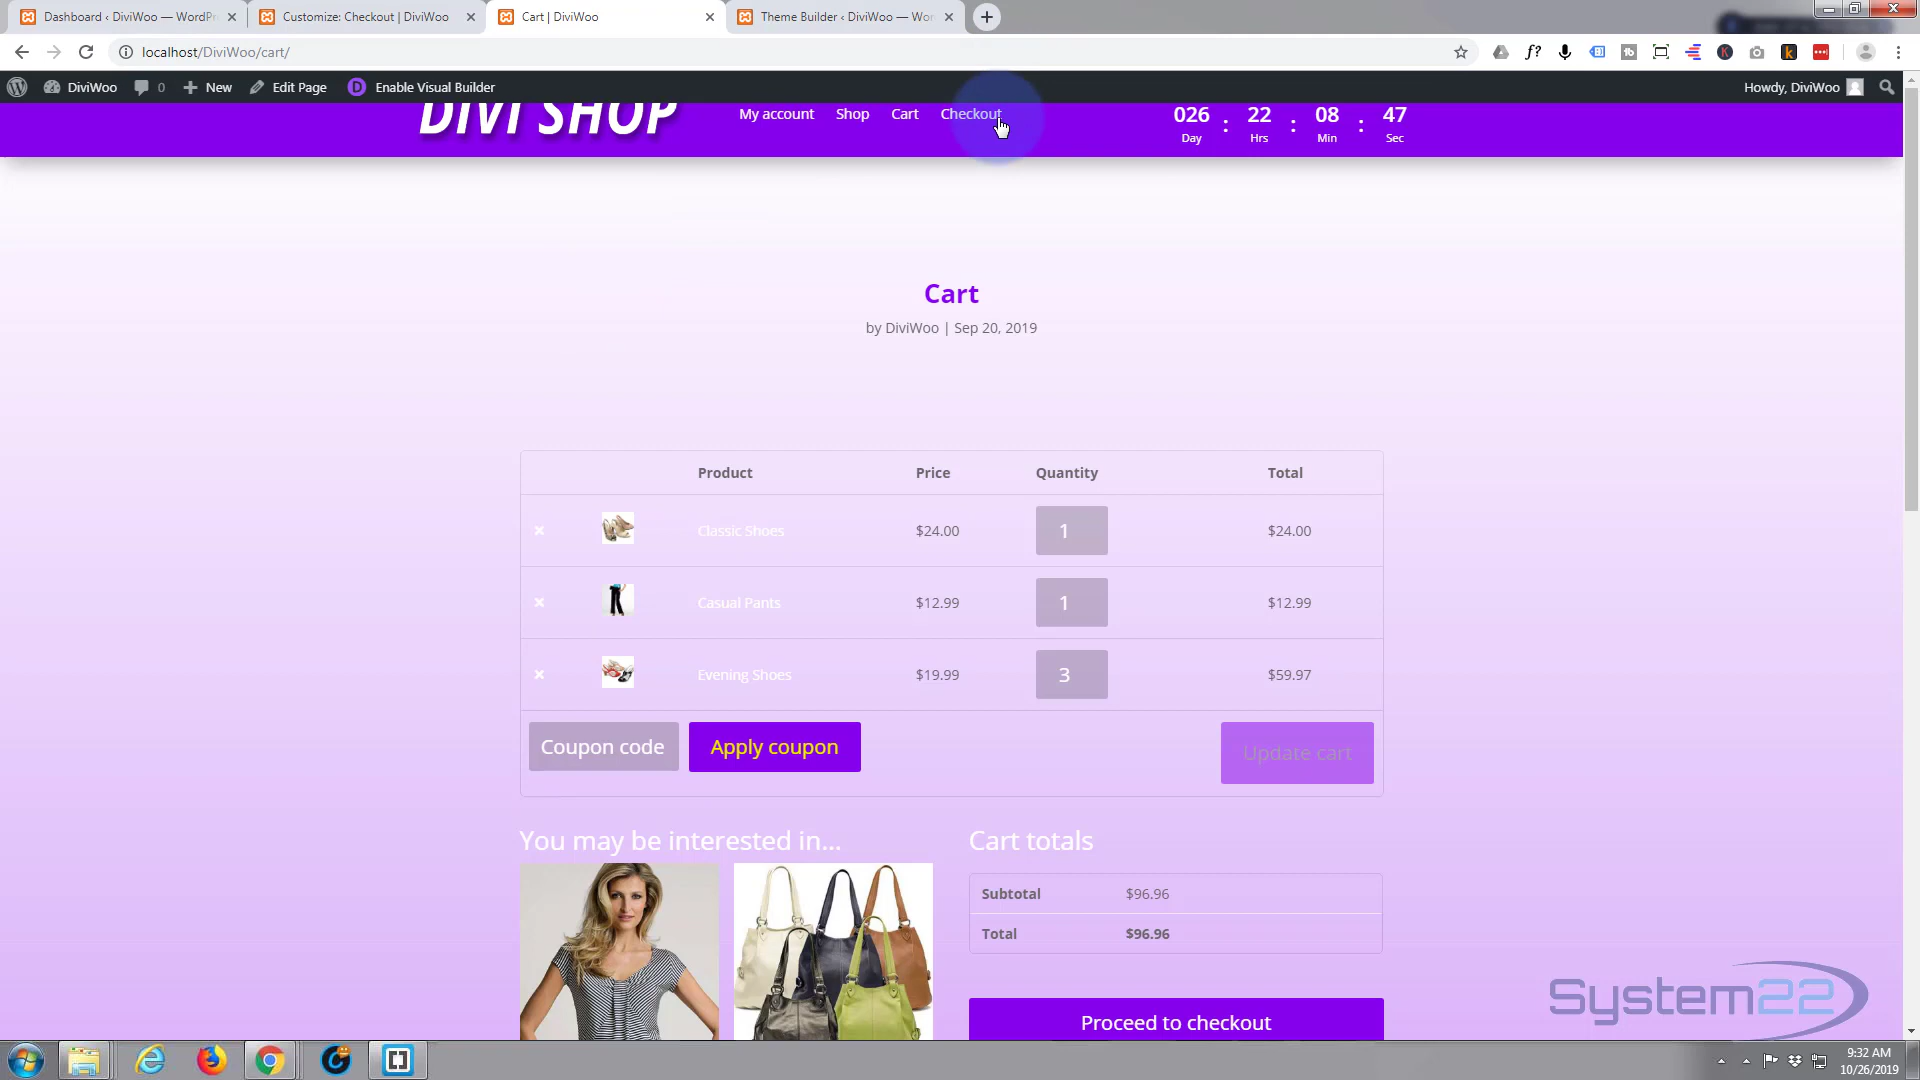 Dashboard ‹ DiviWoo — WordPr
Customize: Checkout | DiviWoo
Cart | DiviWoo
Theme Builder ‹ DiviWoo — Wor
localhost/DiviWoo/cart/
DiviWoo
0
New
Edit Page
Enable Visual Builder
Howdy, DiviWoo
DIVI SHOP
My account
Shop
Cart
Checkout
026 : 22 : 08 : 47
Day Hrs Min Sec
Cart
by DiviWoo | Sep 20, 2019
Product Price Quantity Total
× Classic Shoes $24.00 1 $24.00
× Casual Pants $12.99 1 $12.99
× Evening Shoes $19.99 3 $59.97
Coupon code
Apply coupon
Update cart
You may be interested in…
Cart totals
Subtotal $96.96
Total $96.96
Proceed to checkout
System22
9:32 AM
10/26/2019